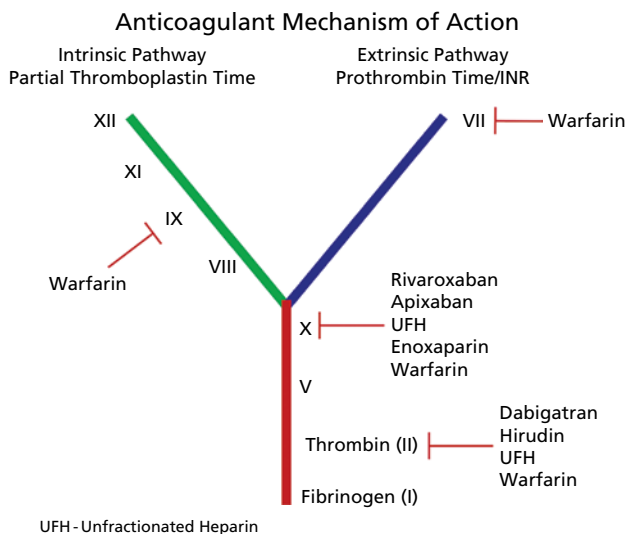 Anticoagulant Mechanism of Action
Intrinsic Pathway
Partial Thromboplastin Time
Extrinsic Pathway
Prothrombin Time/INR
XII
XI
IX
VIII
Warfarin
VII
Warfarin
X
Rivaroxaban
Apixaban
UFH
Enoxaparin
Warfarin
V
Thrombin (II)
Dabigatran
Hirudin
UFH
Warfarin
Fibrinogen (I)
UFH - Unfractionated Heparin